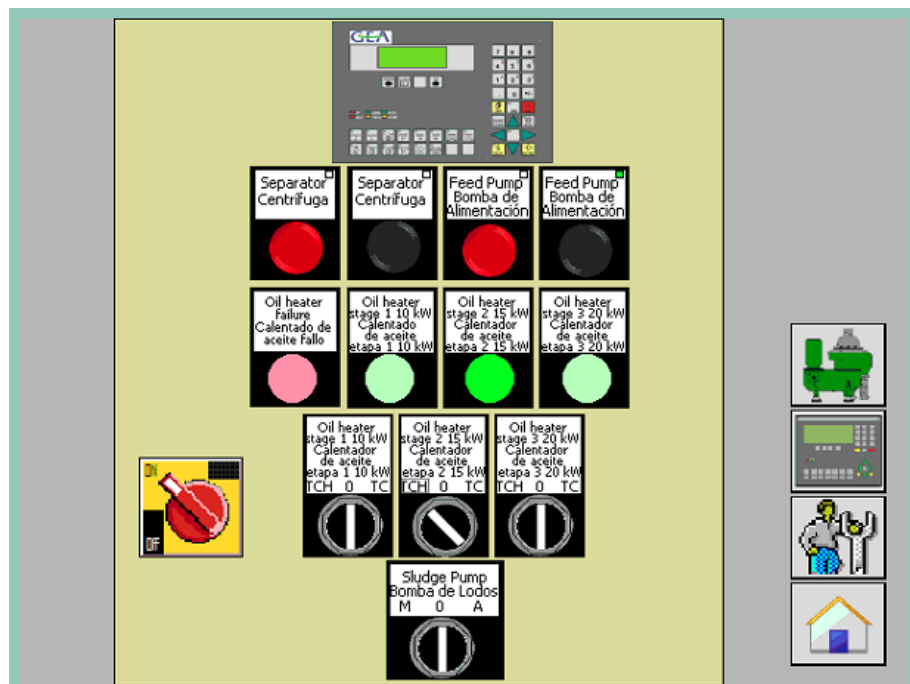 GEA
Separator
Centrífuga
Separator
Centrífuga
Feed Pump
Bomba de
Alimentación
Feed Pump
Bomba de
Alimentación
Oil heater
Failure
Calentado de
aceite Fallo
Oil heater
stage 1 10 kW
Calentado
de aceite
etapa 1 10 kW
Oil heater
stage 2 15 kW
Calentador
de aceite
etapa 2 15 kW
Oil heater
stage 3 20 kW
Calentador
de aceite
etapa 3 20 kW
Oil heater
stage 1 10 kW
Calentador
de aceite
etapa 1 10 kW
TCH 0 TC
Oil heater
stage 2 15 kW
Calentador
de aceite
etapa 2 15 kW
TCH 0 TC
Oil heater
stage 3 20 kW
Calentador
de aceite
etapa 3 20 kW
TCH 0 TC
ON
OFF
Sludge Pump
Bomba de Lodos
M 0 A